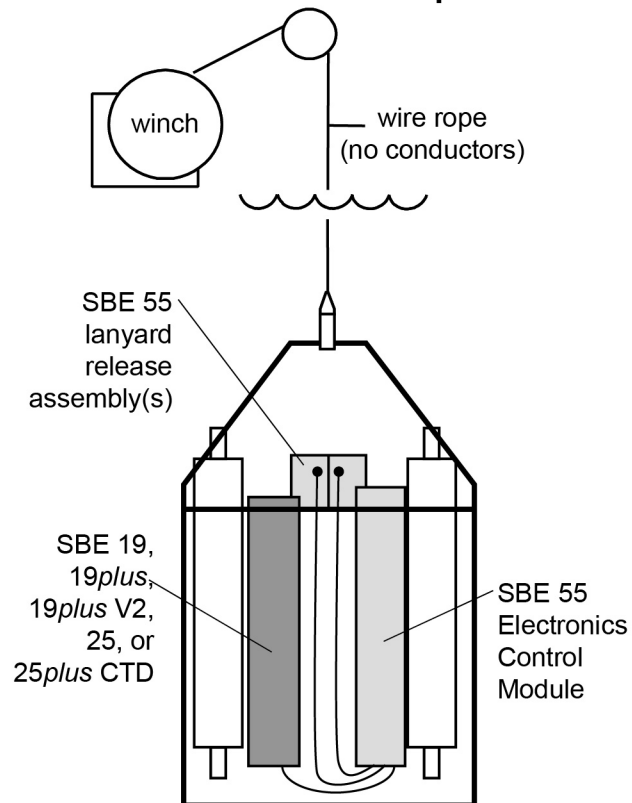 winch
wire rope
(no conductors)
SBE 55
lanyard
release
assembly(s)
SBE 19,
19plus,
19plus V2,
25, or
25plus CTD
SBE 55
Electronics
Control
Module